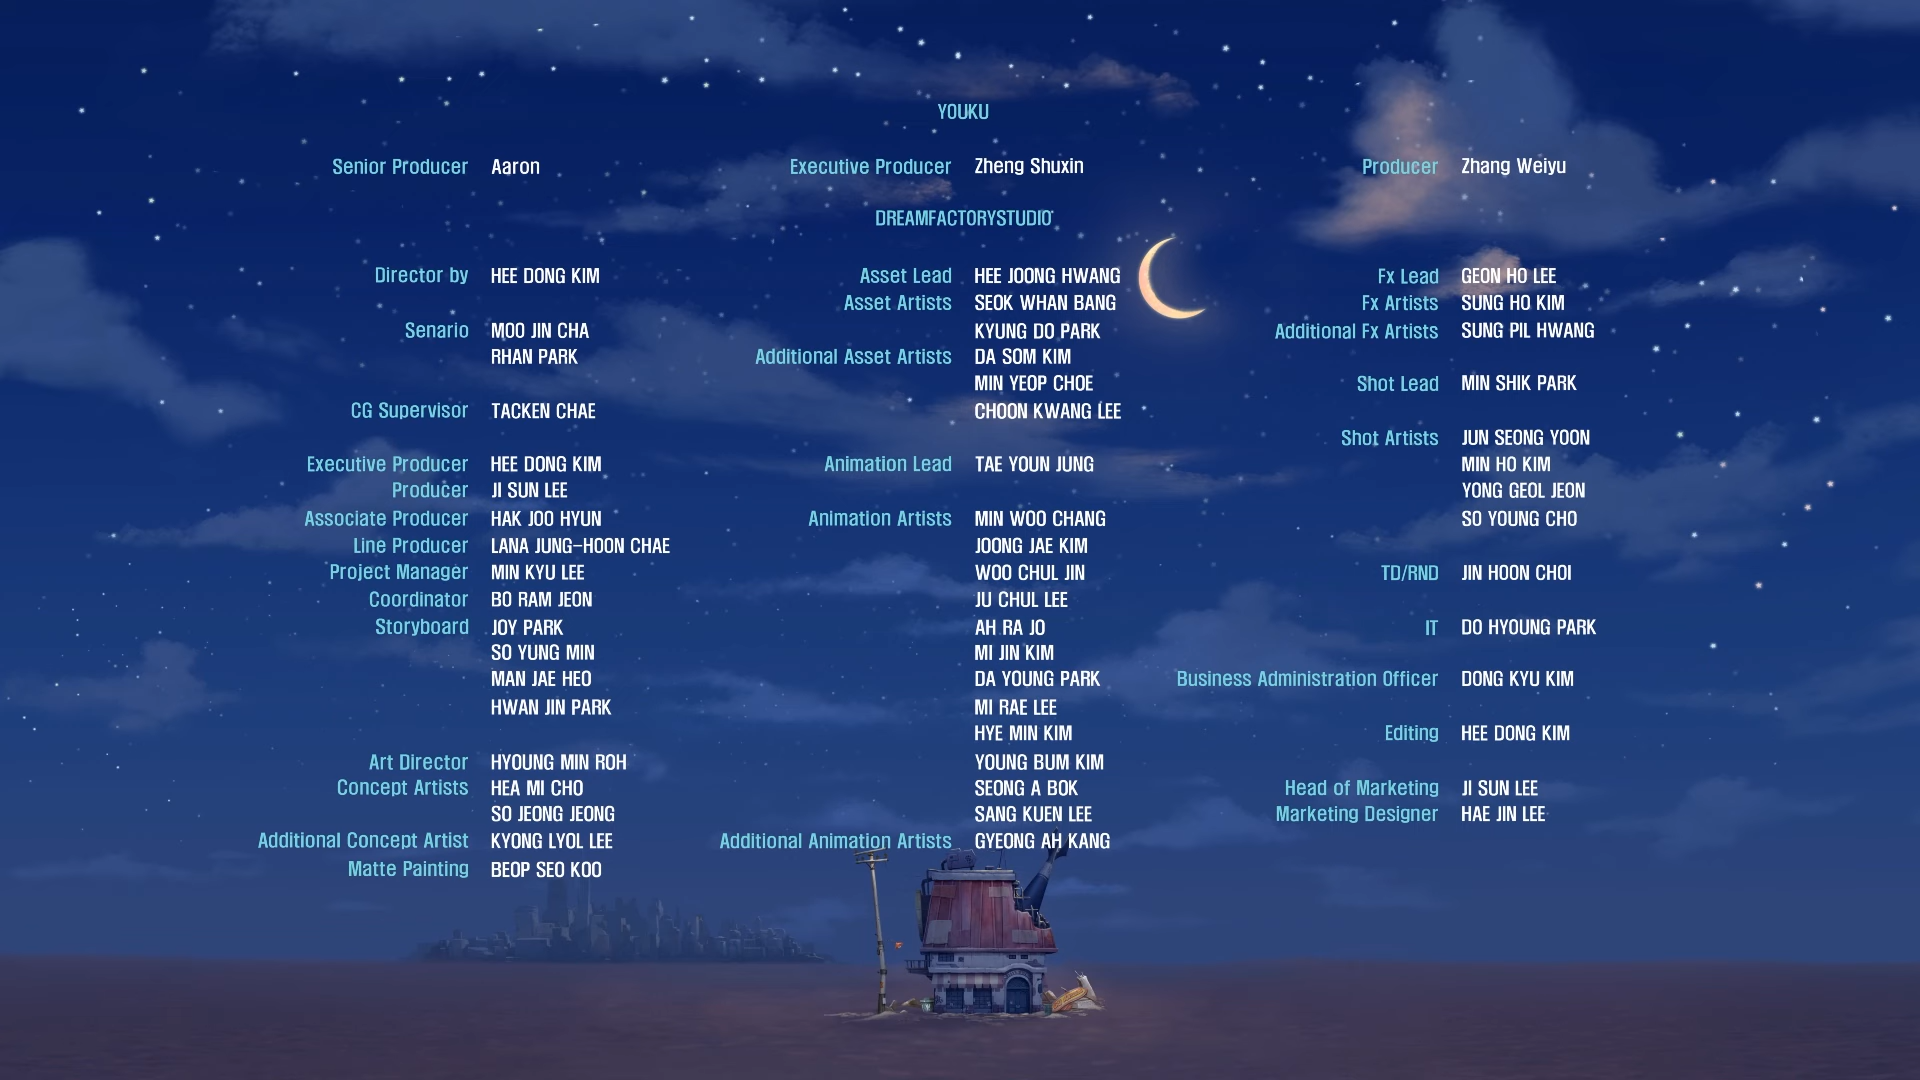 YOUKU
Senior Producer Aaron
Executive Producer Zheng Shuxin
Producer Zhang Weiyu
DREAMFACTORYSTUDIO
Director by HEE DONG KIM
Senario MOO JIN CHA
RHAN PARK
CG Supervisor TACKEN CHAE
Executive Producer HEE DONG KIM
Producer JI SUN LEE
Associate Producer HAK JOO HYUN
Line Producer LANA JUNG-HOON CHAE
Project Manager MIN KYU LEE
Coordinator BO RAM JEON
Storyboard JOY PARK
SO YUNG MIN
MAN JAE HEO
HWAN JIN PARK
Art Director HYOUNG MIN ROH
Concept Artists HEA MI CHO
SO JEONG JEONG
Additional Concept Artist KYONG LYOL LEE
Matte Painting BEOP SEO KOO
Asset Lead HEE JOONG HWANG
Asset Artists SEOK WHAN BANG
KYUNG DO PARK
Additional Asset Artists DA SOM KIM
MIN YEOP CHOE
CHOON KWANG LEE
Animation Lead TAE YOUN JUNG
Animation Artists MIN WOO CHANG
JOONG JAE KIM
WOO CHUL JIN
JU CHUL LEE
AH RA JO
MI JIN KIM
DA YOUNG PARK
MI RAE LEE
HYE MIN KIM
YOUNG BUM KIM
SEONG A BOK
SANG KUEN LEE
Additional Animation Artists GYEONG AH KANG
Fx Lead GEON HO LEE
Fx Artists SUNG HO KIM
Additional Fx Artists SUNG PIL HWANG
Shot Lead MIN SHIK PARK
Shot Artists JUN SEONG YOON
MIN HO KIM
YONG GEOL JEON
SO YOUNG CHO
TD/RND JIN HOON CHOI
IT DO HYOUNG PARK
Business Administration Officer DONG KYU KIM
Editing HEE DONG KIM
Head of Marketing JI SUN LEE
Marketing Designer HAE JIN LEE